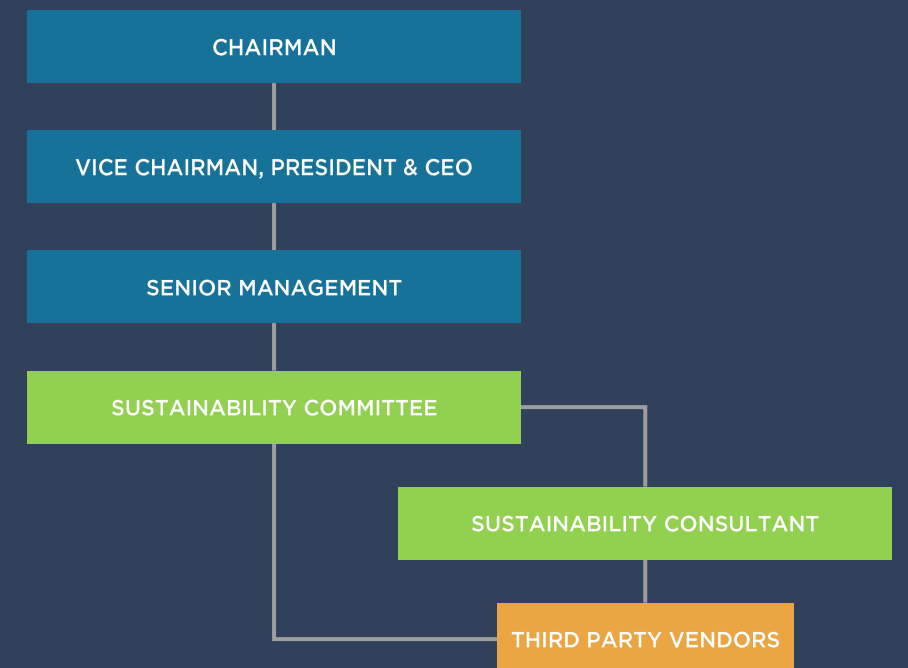 CHAIRMAN
VICE CHAIRMAN, PRESIDENT & CEO
SENIOR MANAGEMENT
SUSTAINABILITY COMMITTEE
SUSTAINABILITY CONSULTANT
THIRD PARTY VENDORS